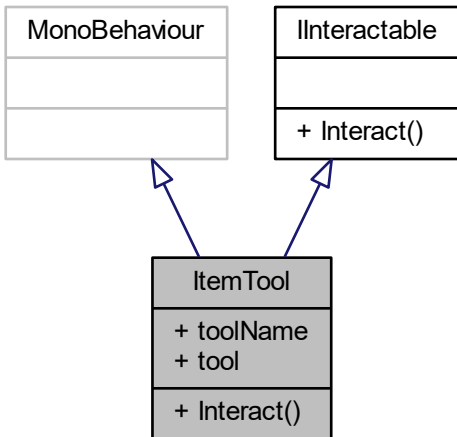 MonoBehaviour
IInteractable
+ Interact()
ItemTool
+ toolName
+ tool
+ Interact()